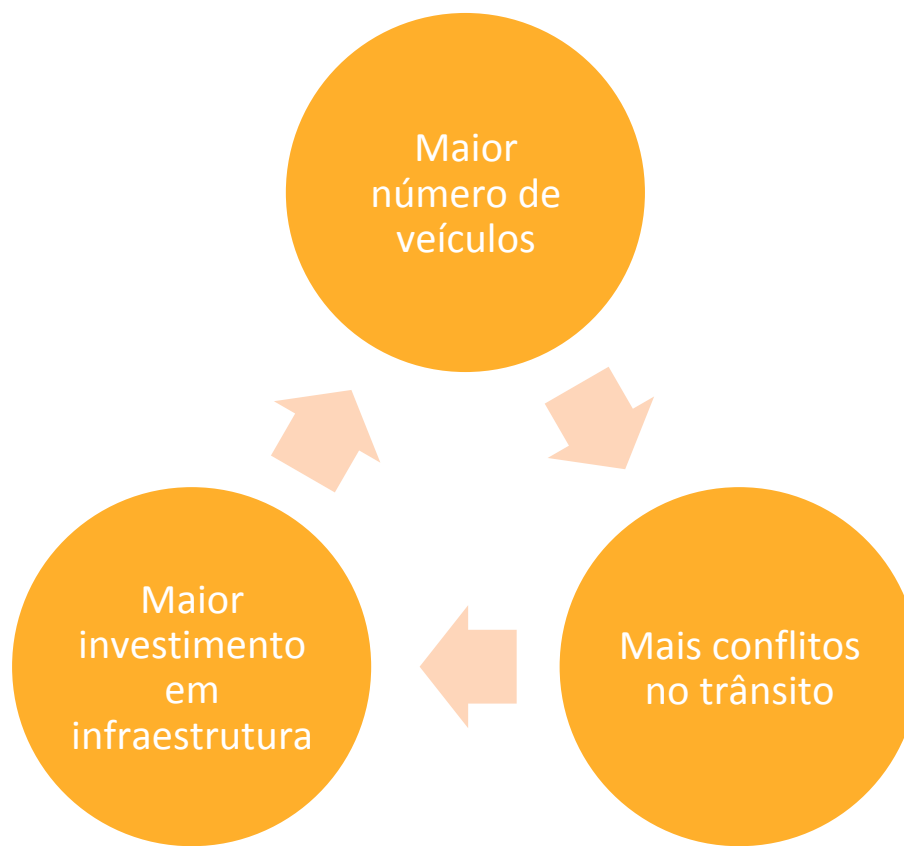 Maior
número de
veículos
Mais conflitos
no trânsito
Maior
investimento
em
infraestrutura